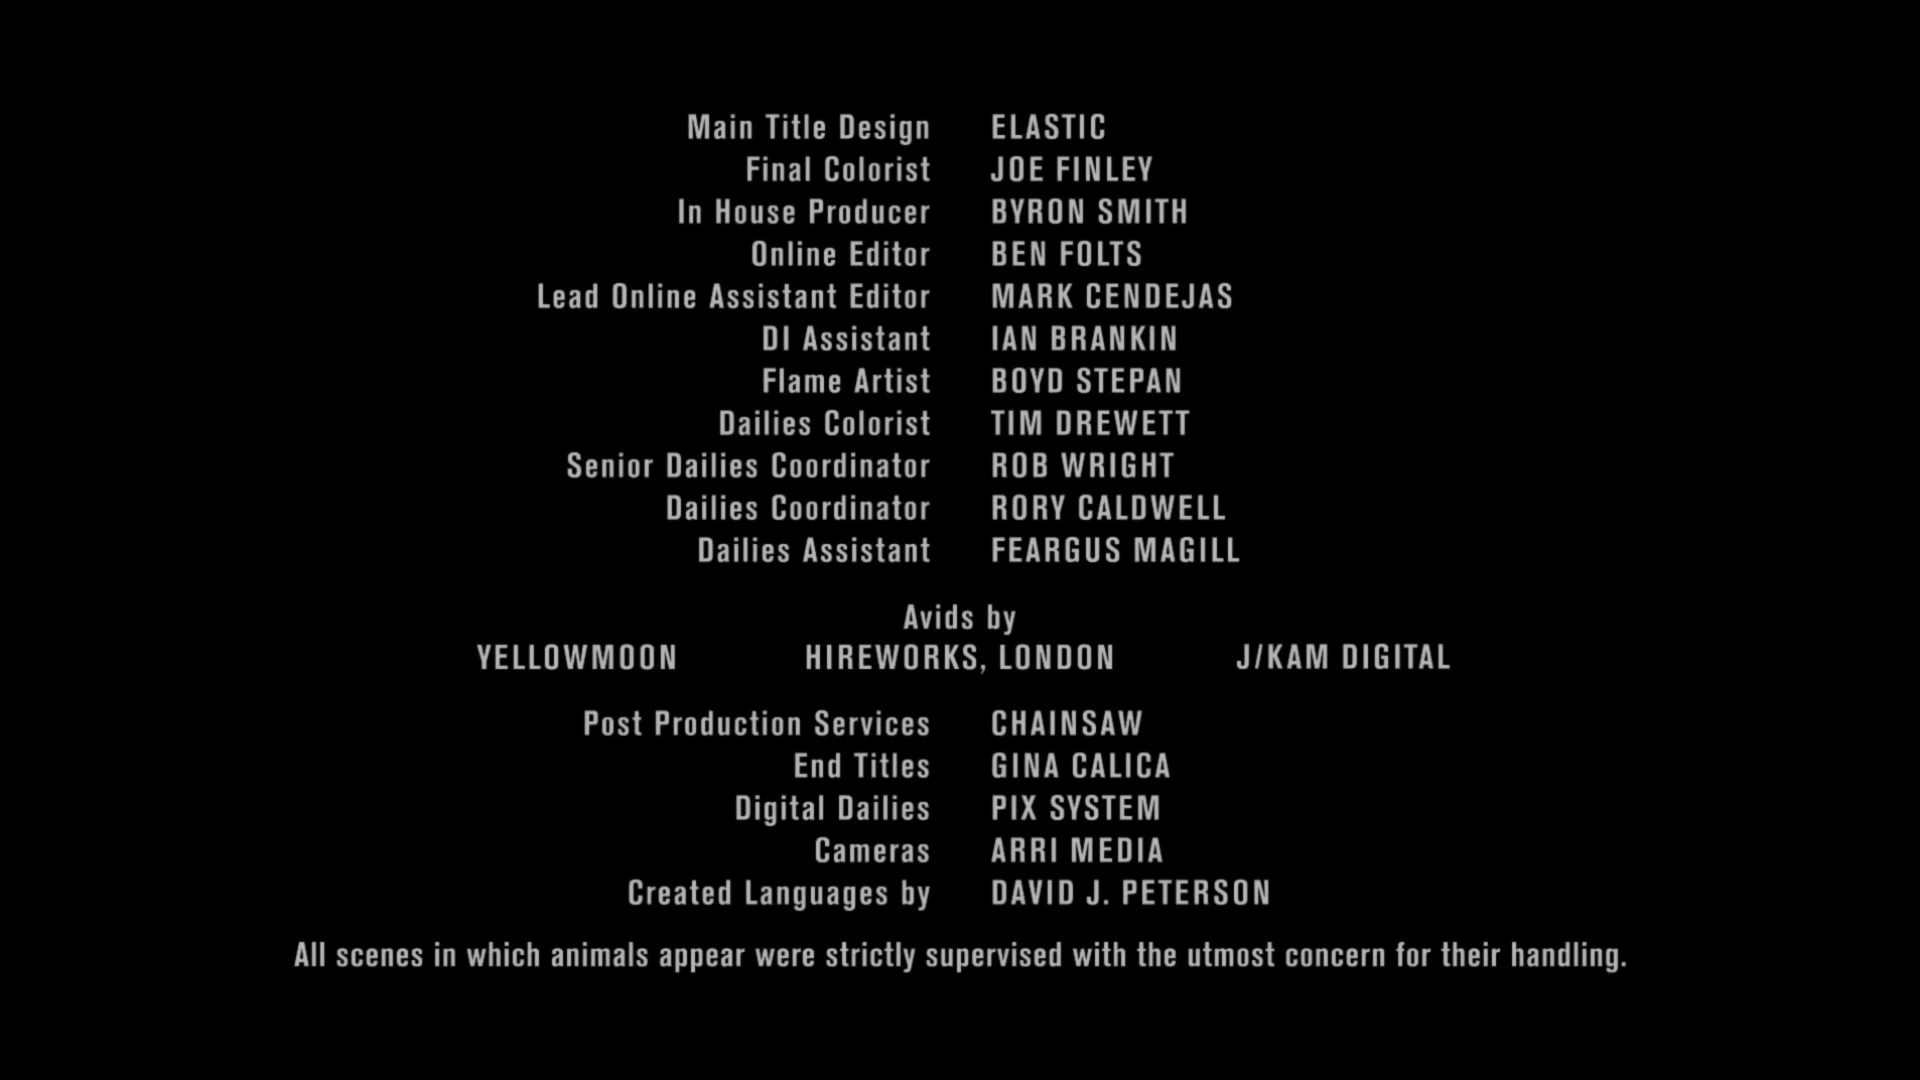 Main Title Design ELASTIC
Final Colorist JOE FINLEY
In House Producer BYRON SMITH
Online Editor BEN FOLTS
Lead Online Assistant Editor MARK CENDEJAS
DI Assistant IAN BRANKIN
Flame Artist BOYD STEPAN
Dailies Colorist TIM DREWETT
Senior Dailies Coordinator ROB WRIGHT
Dailies Coordinator RORY CALDWELL
Dailies Assistant FEARGUS MAGILL
Avids by
YELLOWMOON HIREWORKS, LONDON J/KAM DIGITAL
Post Production Services CHAINSAW
End Titles GINA CALICA
Digital Dailies PIX SYSTEM
Cameras ARRI MEDIA
Created Languages by DAVID J. PETERSON
All scenes in which animals appear were strictly supervised with the utmost concern for their handling.